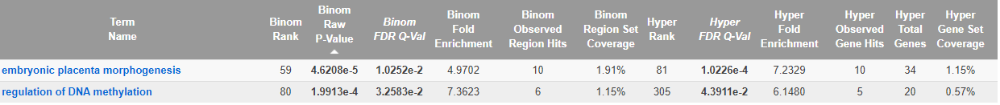 Term Name Binom Rank Binom Raw P-Value Binom FDR Q-Val Binom Fold Enrichment Binom Observed Region Hits Binom Region Set Coverage Hyper Rank Hyper FDR Q-Val Hyper Fold Enrichment Hyper Observed Gene Hits Hyper Total Genes Hyper Gene Set Coverage
embryonic placenta morphogenesis 59 4.6208e-5 1.0252e-2 4.9702 10 1.91% 81 1.0226e-4 7.2329 10 34 1.15%
regulation of DNA methylation 80 1.9913e-4 3.2583e-2 7.3623 6 1.15% 305 4.3911e-2 6.1480 5 20 0.57%